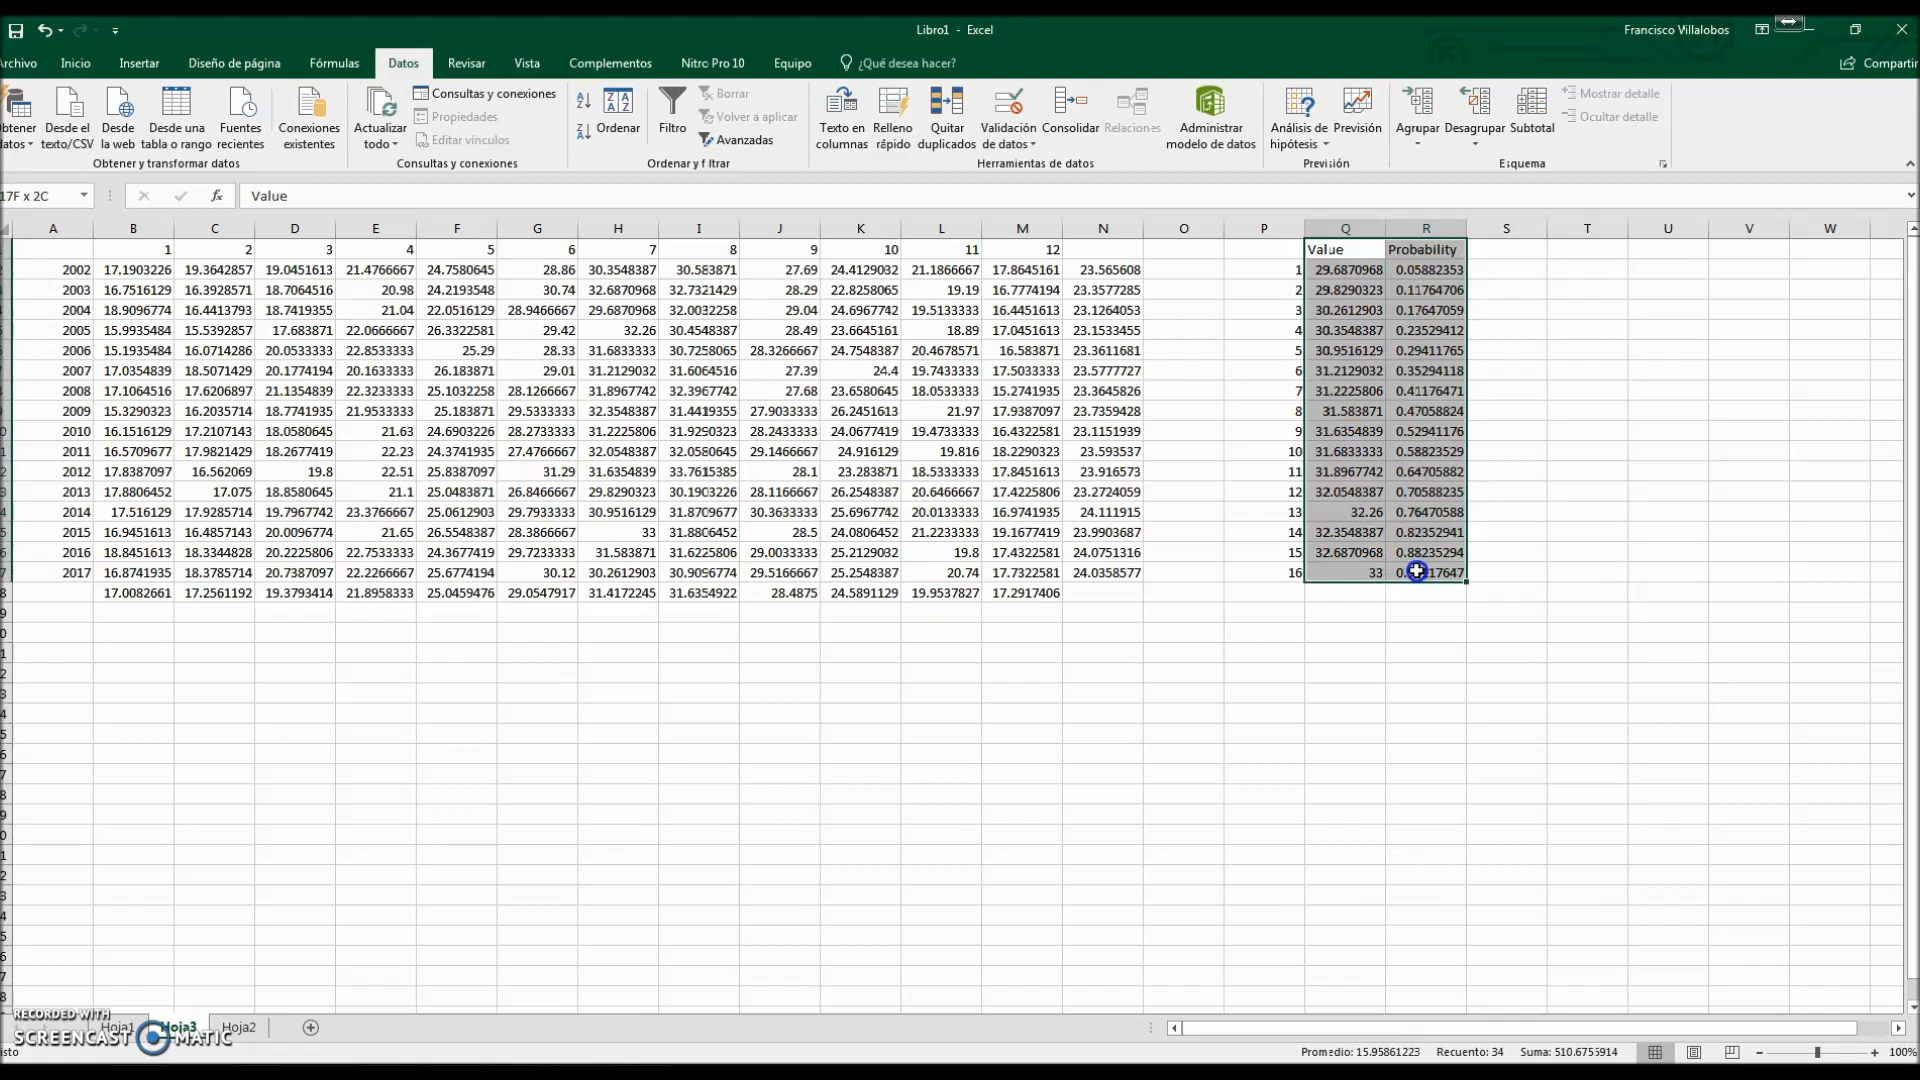 Libro1 - Excel
Francisco Villalobos
Inicio Insertar Diseño de página Fórmulas Datos Revisar Vista Complementos Nitro Pro 10 Equipo ¿Qué desea hacer?
Desde el texto/CSV
Desde la web
Desde una tabla o rango
Fuentes recientes
Conexiones existentes
Obtener y transformar datos
Actualizar todo
Consultas y conexiones
Propiedades
Editar vínculos
Consultas y conexiones
Ordenar
Filtro
Borrar
Volver a aplicar
Avanzadas
Ordenar y filtrar
Texto en columnas
Relleno rápido
Quitar duplicados
Validación de datos
Consolidar
Relaciones
Administrar modelo de datos
Herramientas de datos
Análisis de hipótesis
Previsión
Previsión
Agrupar
Desagrupar
Subtotal
Mostrar detalle
Ocultar detalle
Esquema
17F x 2C fx Value
A B C D E F G H I J K L M N O P Q R S T U V W
1 2 3 4 5 6 7 8 9 10 11 12 Value Probability
2002 17.1903226 19.3642857 19.0451613 21.4766667 24.7580645 28.86 30.3548387 30.583871 27.69 24.4129032 21.1866667 17.8645161 23.565608 1 29.6870968 0.05882353
2003 16.7516129 16.3928571 18.7064516 20.98 24.2193548 30.74 32.6870968 32.7321429 28.29 22.8258065 19.19 16.7774194 23.3577285 2 29.8290323 0.11764706
2004 18.9096774 16.4413793 18.7419355 21.04 22.0516129 28.9466667 29.6870968 32.0032258 29.04 24.6967742 19.5133333 16.4451613 23.1264053 3 30.2612903 0.17647059
2005 15.9935484 15.5392857 17.683871 22.0666667 26.3322581 29.42 32.26 30.4548387 28.49 23.6645161 18.89 17.0451613 23.1533455 4 30.3548387 0.23529412
2006 15.1935484 16.0714286 20.0533333 22.8533333 25.29 28.33 31.6833333 30.7258065 28.3266667 24.7548387 20.4678571 16.583871 23.3611681 5 30.9516129 0.29411765
2007 17.0354839 18.5071429 20.1774194 20.1633333 26.183871 29.01 31.2129032 31.6064516 27.39 24.4 19.7433333 17.5033333 23.5777727 6 31.2129032 0.35294118
2008 17.1064516 17.6206897 21.1354839 22.3233333 25.1032258 28.1266667 31.8967742 32.3967742 27.68 23.6580645 18.0533333 15.2741935 23.3645826 7 31.2225806 0.41176471
2009 15.3290323 16.2035714 18.7741935 21.9533333 25.183871 29.5333333 32.3548387 31.4419355 27.9033333 26.2451613 21.97 17.9387097 23.7359428 8 31.583871 0.47058824
2010 16.1516129 17.2107143 18.0580645 21.63 24.6903226 28.2733333 31.2225806 31.9290323 28.2433333 24.0677419 19.4733333 16.4322581 23.1151939 9 31.6354839 0.52941176
2011 16.5709677 17.9821429 18.2677419 22.23 24.3741935 27.4766667 32.0548387 32.0580645 29.1466667 24.916129 19.816 18.2290323 23.593537 10 31.6833333 0.58823529
2012 17.8387097 16.562069 19.8 22.51 25.8387097 31.29 31.6354839 33.7615385 28.1 23.283871 18.5333333 17.8451613 23.916573 11 31.8967742 0.64705882
2013 17.8806452 17.075 18.8580645 21.1 25.0483871 26.8466667 29.8290323 30.1903226 28.1166667 26.2548387 20.6466667 17.4225806 23.2724059 12 32.0548387 0.70588235
2014 17.516129 17.9285714 19.7967742 23.3766667 25.0612903 29.7933333 30.9516129 31.8709677 30.3633333 25.6967742 20.0133333 16.9741935 24.111915 13 32.26 0.76470588
2015 16.9451613 16.4857143 20.0096774 21.65 26.5548387 28.3866667 33 31.8806452 28.5 24.0806452 21.2233333 19.1677419 23.9903687 14 32.3548387 0.82352941
2016 18.8451613 18.3344828 20.2225806 22.7533333 24.3677419 29.7233333 31.583871 31.6225806 29.0033333 25.2129032 19.8 17.4322581 24.0751316 15 32.6870968 0.88235294
2017 16.8741935 18.3785714 20.7387097 22.2266667 25.6774194 30.12 30.2612903 30.9096774 29.5166667 25.2548387 20.74 17.7322581 24.0358577 16 33
17.0082661 17.2561192 19.3793414 21.8958333 25.0459476 29.0547917 31.4172245 31.6354922 28.4875 24.5891129 19.9537827 17.2917406
RECORDED WITH
SCREENCAST MATIC
Hoja1 Hoja3 Hoja2
Promedio: 15.95861223 Recuento: 34 Suma: 510.6755914 100%